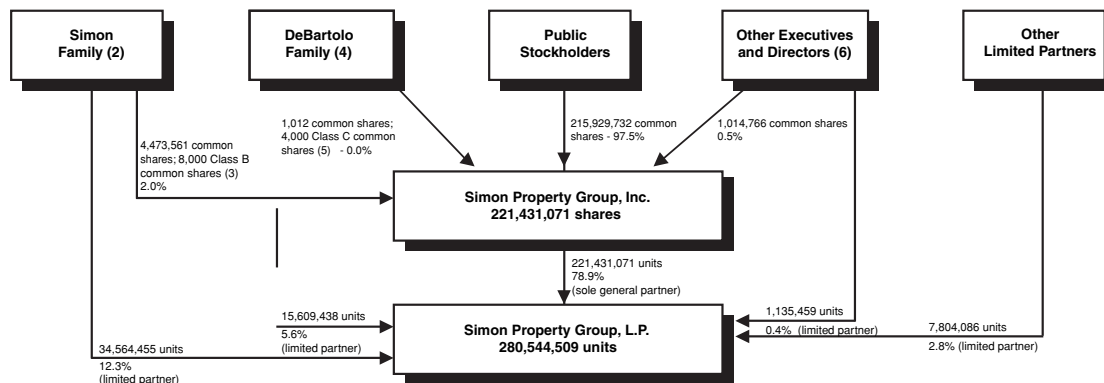 Simon
Family (2)
DeBartolo
Family (4)
Public
Stockholders
Other Executives
and Directors (6)
Other
Limited Partners
4,473,561 common
shares; 8,000 Class B
common shares (3)
2.0%
1,012 common shares;
4,000 Class C common
shares (5) - 0.0%
215,929,732 common
shares - 97.5%
1,014,766 common shares
0.5%
Simon Property Group, Inc.
221,431,071 shares
221,431,071 units
78.9%
(sole general partner)
34,564,455 units
12.3%
(limited partner)
15,609,438 units
5.6%
(limited partner)
Simon Property Group, L.P.
280,544,509 units
1,135,459 units
0.4% (limited partner)
7,804,086 units
2.8% (limited partner)